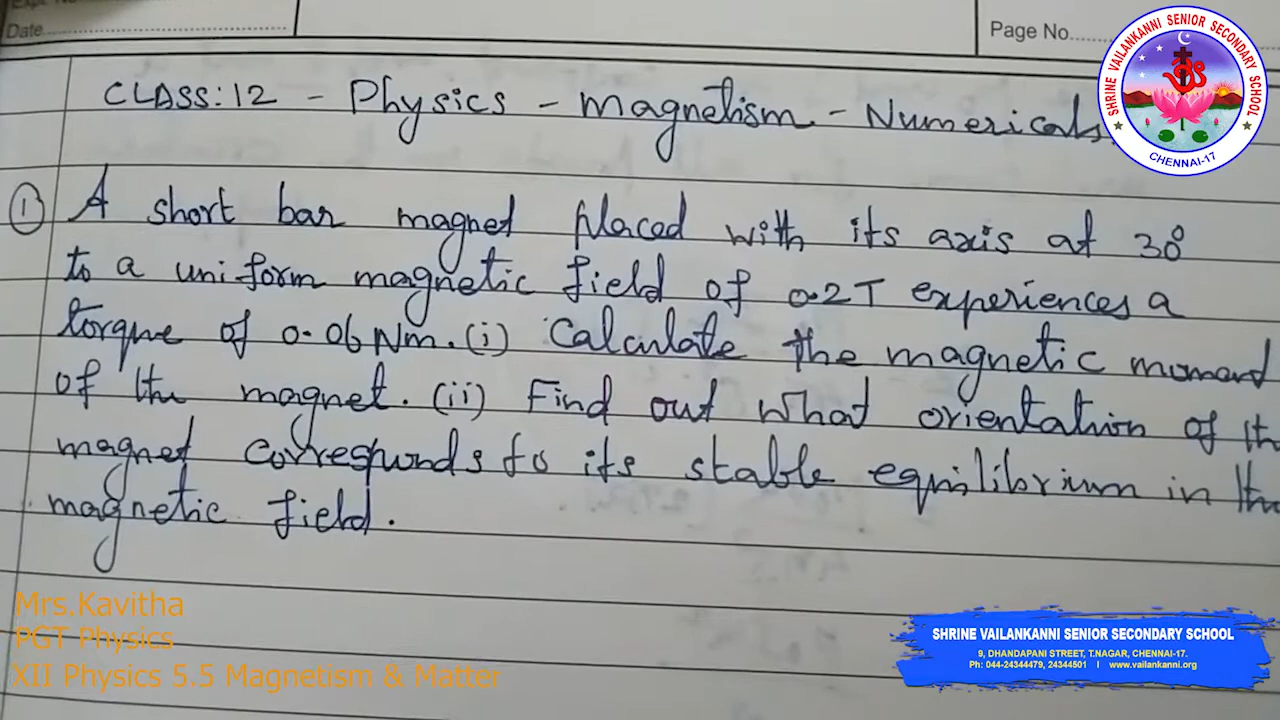 Date
Page No.
CLASS:12 - Physics - Magnetism - Numericals.
① A short bar magnet placed with its axis at 30°
to a uniform magnetic field of 0.2T experiences a
torque of 0.06 Nm. (i) Calculate the magnetic moment
of the magnet. (ii) Find out what orientation of the
magnet corresponds to its stable equilibrium in the
magnetic field.
Mrs.Kavitha
PGT Physics
XII Physics 5.5 Magnetism & Matter
SHRINE VAILANKANNI SENIOR SECONDARY SCHOOL
CHENNAI-17
SHRINE VAILANKANNI SENIOR SECONDARY SCHOOL
9, DHANDAPANI STREET, T.NAGAR, CHENNAI-17.
Ph: 044-24344479, 24344501 | www.vailankanni.org